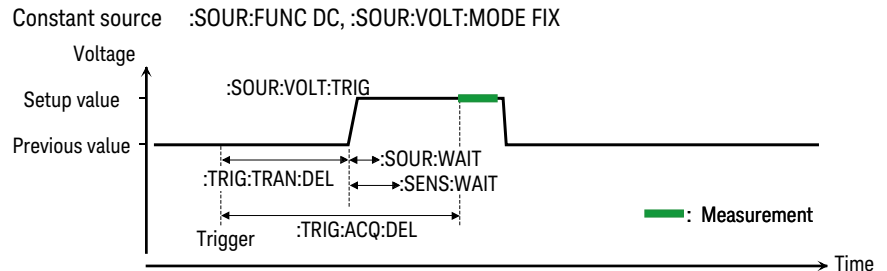 Constant source :SOUR:FUNC DC, :SOUR:VOLT:MODE FIX
Voltage
:SOUR:VOLT:TRIG
Setup value
Previous value
:SOUR:WAIT
:TRIG:TRAN:DEL
:SENS:WAIT
: Measurement
:TRIG:ACQ:DEL
Trigger
Time